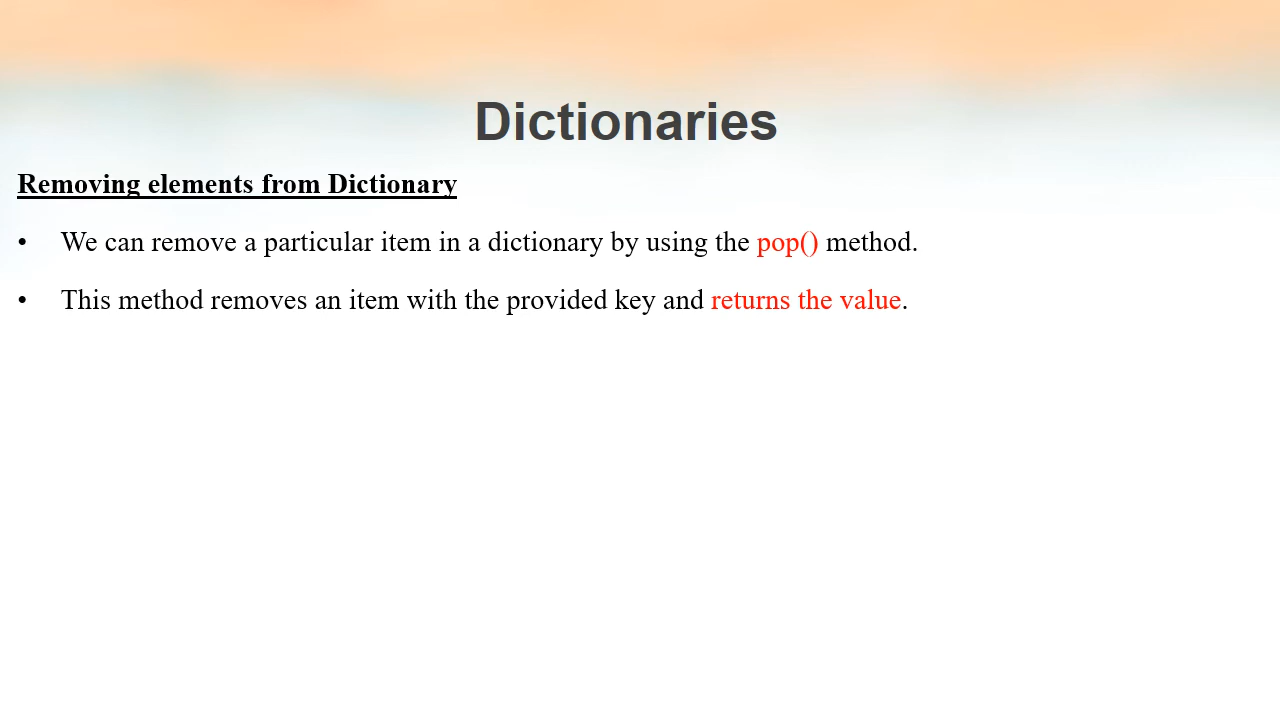 Dictionaries
Removing elements from Dictionary
• We can remove a particular item in a dictionary by using the pop() method.
• This method removes an item with the provided key and returns the value.